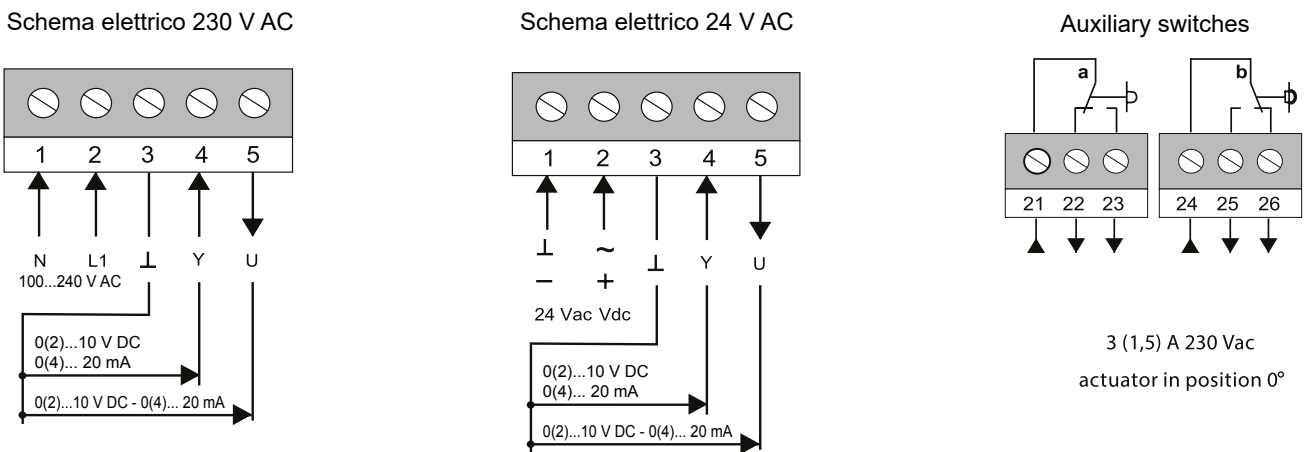 Schema elettrico 230 V AC
1 2 3 4 5
N L1 ⊥ Y U
100...240 V AC
0(2)...10 V DC
0(4)... 20 mA
0(2)...10 V DC - 0(4)... 20 mA
Schema elettrico 24 V AC
1 2 3 4 5
⊥ ~ ⊥ Y U
− +
24 Vac Vdc
0(2)...10 V DC
0(4)... 20 mA
0(2)...10 V DC - 0(4)... 20 mA
Auxiliary switches
a b
21 22 23 24 25 26
3 (1,5) A 230 Vac
actuator in position 0°